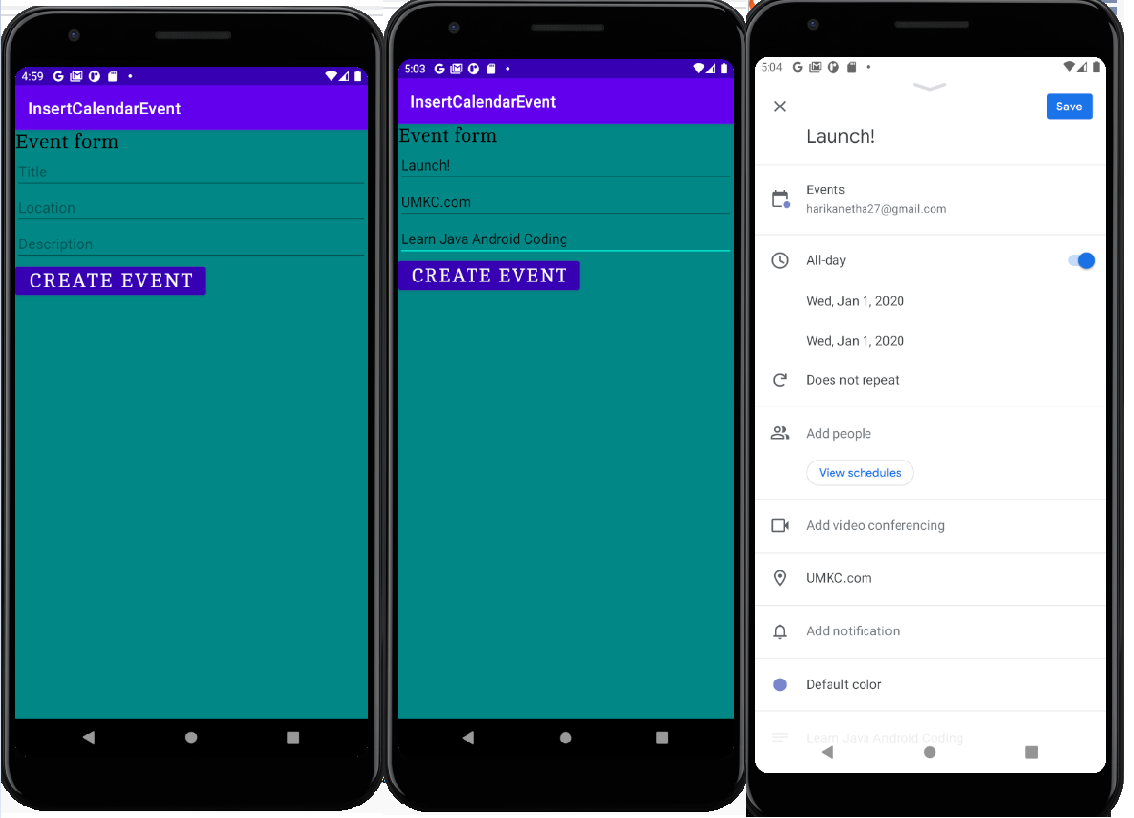 4:59
InsertCalendarEvent
Event form
Title
Location
Description
CREATE EVENT
5:03
InsertCalendarEvent
Event form
Launch!
UMKC.com
Learn Java Android Coding
CREATE EVENT
5:04
Save
Launch!
Events
harikanetha27@gmail.com
All-day
Wed, Jan 1, 2020
Wed, Jan 1, 2020
Does not repeat
Add people
View schedules
Add video conferencing
UMKC.com
Add notification
Default color
Learn Java Android Coding